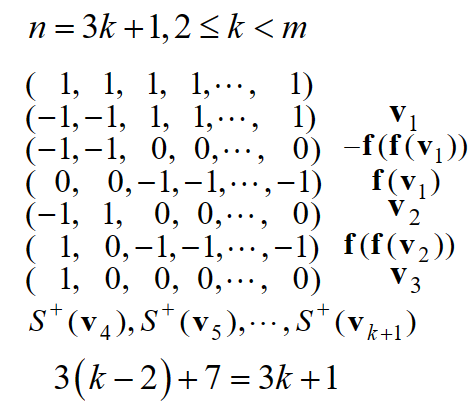 n = 3k + 1, 2 ≤ k < m
( 1, 1, 1, 1,⋯, 1)
(−1,−1, 1, 1,⋯, 1) v₁
(−1,−1, 0, 0,⋯, 0) −f(f(v₁))
( 0, 0,−1,−1,⋯,−1) f(v₁)
(−1, 1, 0, 0,⋯, 0) v₂
( 1, 0,−1,−1,⋯,−1) f(f(v₂))
( 1, 0, 0, 0,⋯, 0) v₃
S⁺(v₄), S⁺(v₅),⋯, S⁺(vₖ₊₁)
3(k − 2) + 7 = 3k + 1